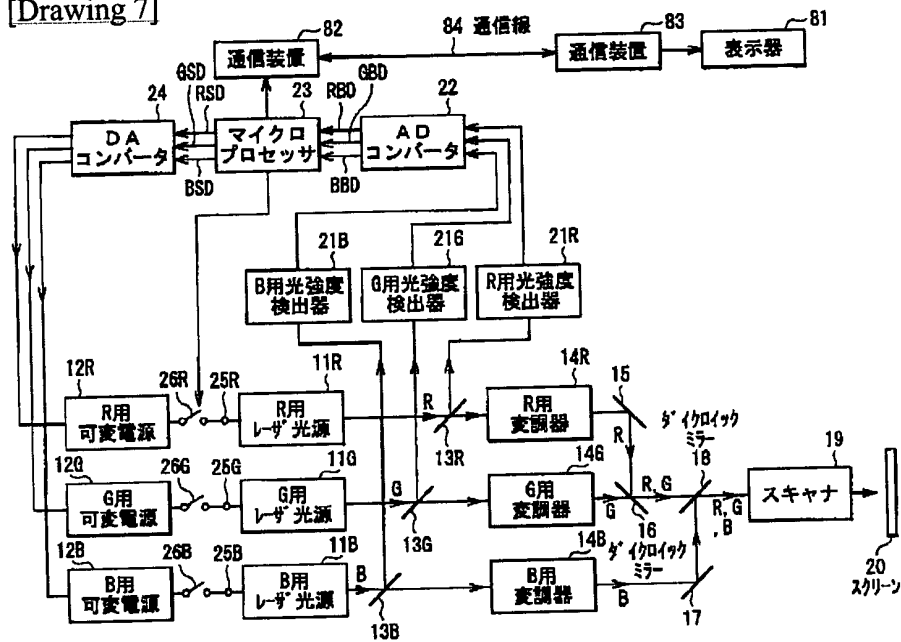 [Drawing 7]
82
通信装置
84 通信線
83
通信装置
81
表示器
24
DA
コンバータ
GSD
RSD
BSD
23
マイクロ
プロセッサ
RBD
GBD
BBD
22
AD
コンバータ
21B
B用光強度
検出器
21G
G用光強度
検出器
21R
R用光強度
検出器
12R
R用
可変電源
26R
25R
11R
R用
レーザ光源
R
13R
14R
R用
変調器
15
R
12G
G用
可変電源
26G
25G
11G
G用
レーザ光源
G
13G
14G
G用
変調器
G
16
ダイクロイック
ミラー
R,G
ダイクロイック
ミラー
18
R,G
,B
19
スキャナ
20
スクリーン
12B
B用
可変電源
26B
25B
11B
B用
レーザ光源
B
13B
14B
B用
変調器
B
17